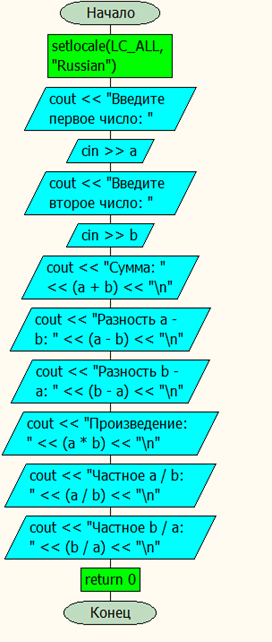 Начало
setlocale(LC_ALL,
"Russian")
cout << "Введите
первое число: "
cin >> a
cout << "Введите
второе число: "
cin >> b
cout << "Сумма: "
<< (a + b) << "\n"
cout << "Разность a -
b: " << (a - b) << "\n"
cout << "Разность b -
a: " << (b - a) << "\n"
cout << "Произведение:
" << (a * b) << "\n"
cout << "Частное a / b:
" << (a / b) << "\n"
cout << "Частное b / a:
" << (b / a) << "\n"
return 0
Конец